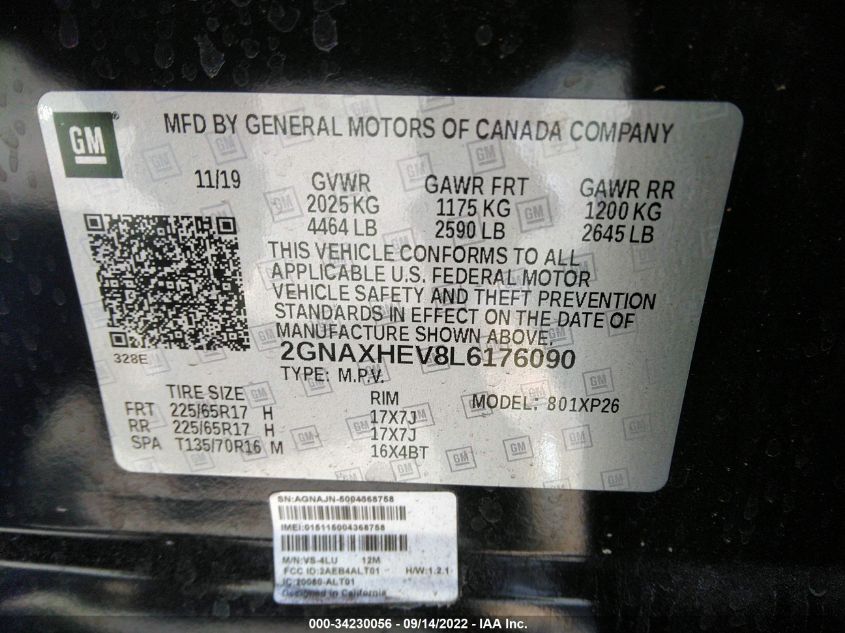 GM
MFD BY GENERAL MOTORS OF CANADA COMPANY
11/19 GVWR GAWR FRT GAWR RR
2025 KG 1175 KG 1200 KG
4464 LB 2590 LB 2645 LB
THIS VEHICLE CONFORMS TO ALL
APPLICABLE U.S. FEDERAL MOTOR
VEHICLE SAFETY AND THEFT PREVENTION
STANDARDS IN EFFECT ON THE DATE OF
MANUFACTURE SHOWN ABOVE.
328E 2GNAXHEV8L6176090
TYPE: M.P.V. MODEL: 801XP26
TIRE SIZE RIM
FRT 225/65R17 H 17X7J
RR 225/65R17 H 17X7J
SPA T135/70R16 M 16X4BT
SN:AGNAJN-5004668758
IMEI:015115004368758
M/N:VS-4LU 12M
FCC ID:2AEB4ALT01 H/W:1.2.1
IC:20080-ALT01
Designed in California
000-34230056 - 09/14/2022 - IAA Inc.